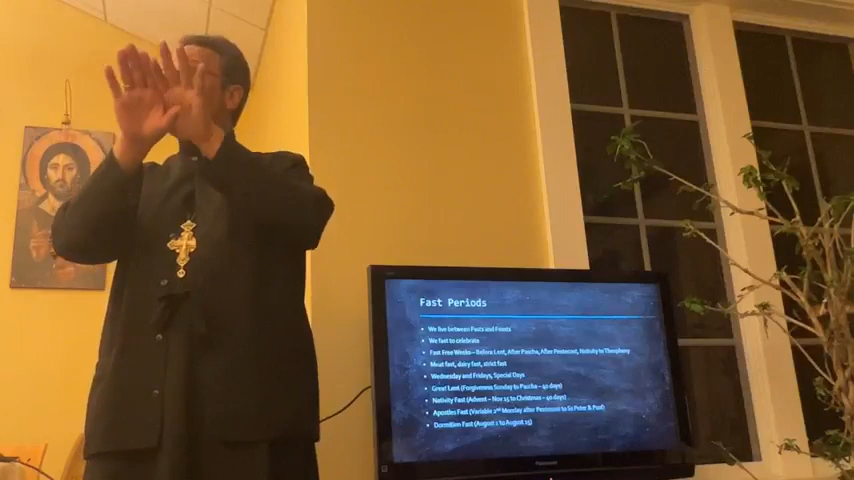 Fast Periods
We live between Fasts and Feasts
We fast to celebrate
Fast Free Weeks – Before Lent, After Pascha, After Pentecost, Nativity to Theophany
Meat fast, dairy fast, strict fast
Wednesday and Fridays, Special Days
Great Lent (Forgiveness Sunday to Pascha – 40 days)
Nativity Fast (Advent – Nov 15 to Christmas – 40 days)
Apostles Fast (Variable 2nd Monday after Pentecost to Ss Peter & Paul)
Dormition Fast (August 1 to August 15)
Panasonic